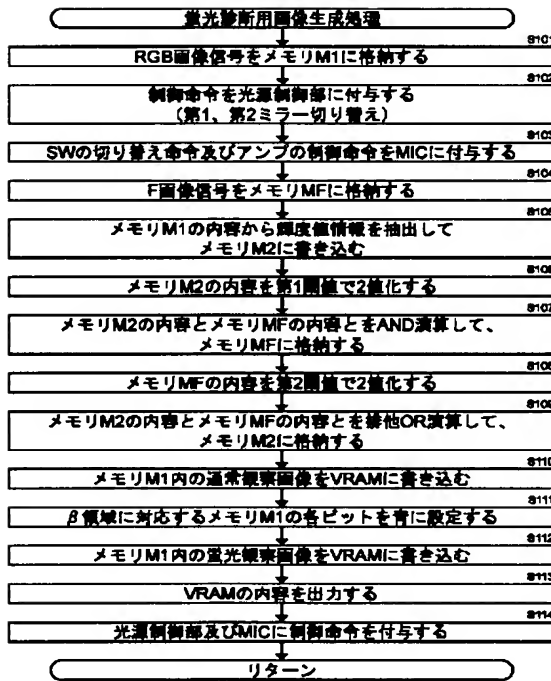 蛍光診断用画像生成処理
S101
RGB画像信号をメモリM1に格納する
S102
制御命令を光源制御部に付与する
(第1、第2ミラー切り替え)
S103
SWの切り替え命令及びアンプの制御命令をMICに付与する
S104
F画像信号をメモリMFに格納する
S105
メモリM1の内容から輝度値情報を抽出して
メモリM2に書き込む
S106
メモリM2の内容を第1閾値で2値化する
S107
メモリM2の内容とメモリMFの内容とをAND演算して、
メモリMFに格納する
S108
メモリMFの内容を第2閾値で2値化する
S109
メモリM2の内容とメモリMFの内容とを排他OR演算して、
メモリM2に格納する
S110
メモリM1内の通常観察画像をVRAMに書き込む
S111
β領域に対応するメモリM1の各ビットを青に設定する
S112
メモリM1内の蛍光観察画像をVRAMに書き込む
S113
VRAMの内容を出力する
S114
光源制御部及びMICに制御命令を付与する
リターン